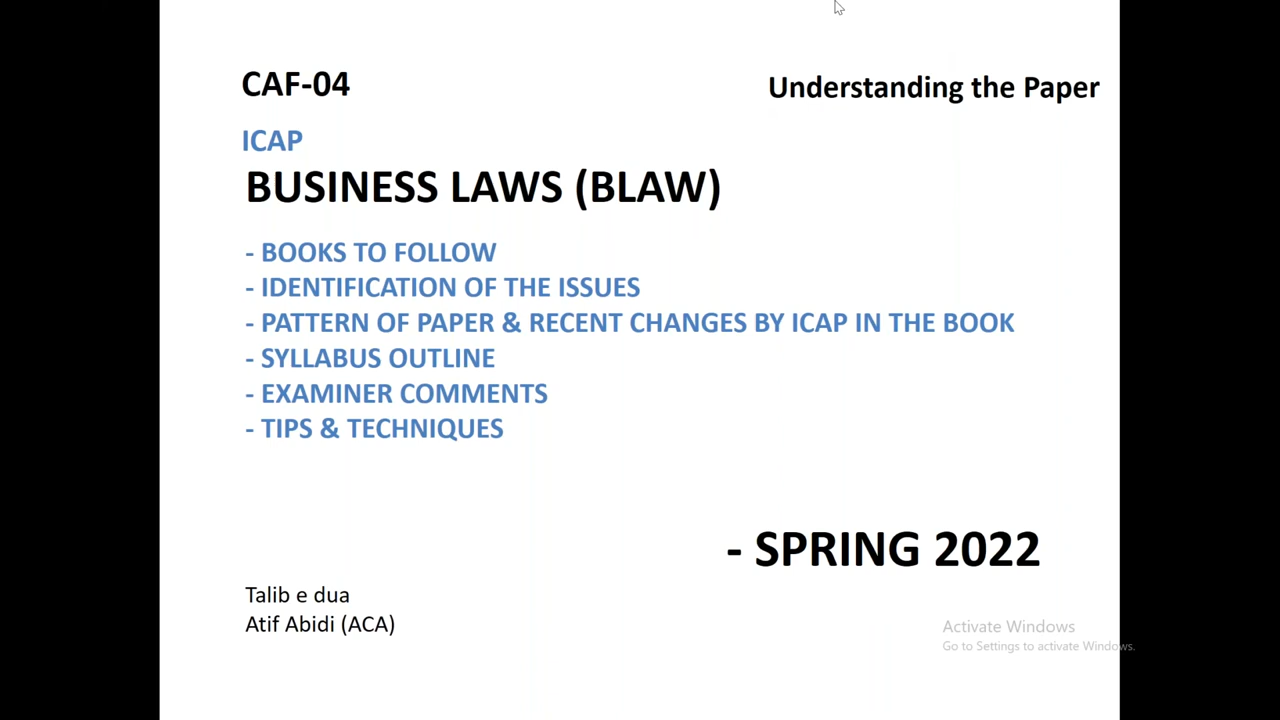 CAF-04
Understanding the Paper
ICAP
BUSINESS LAWS (BLAW)
- BOOKS TO FOLLOW
- IDENTIFICATION OF THE ISSUES
- PATTERN OF PAPER & RECENT CHANGES BY ICAP IN THE BOOK
- SYLLABUS OUTLINE
- EXAMINER COMMENTS
- TIPS & TECHNIQUES
- SPRING 2022
Talib e dua
Atif Abidi (ACA)
Activate Windows
Go to Settings to activate Windows.